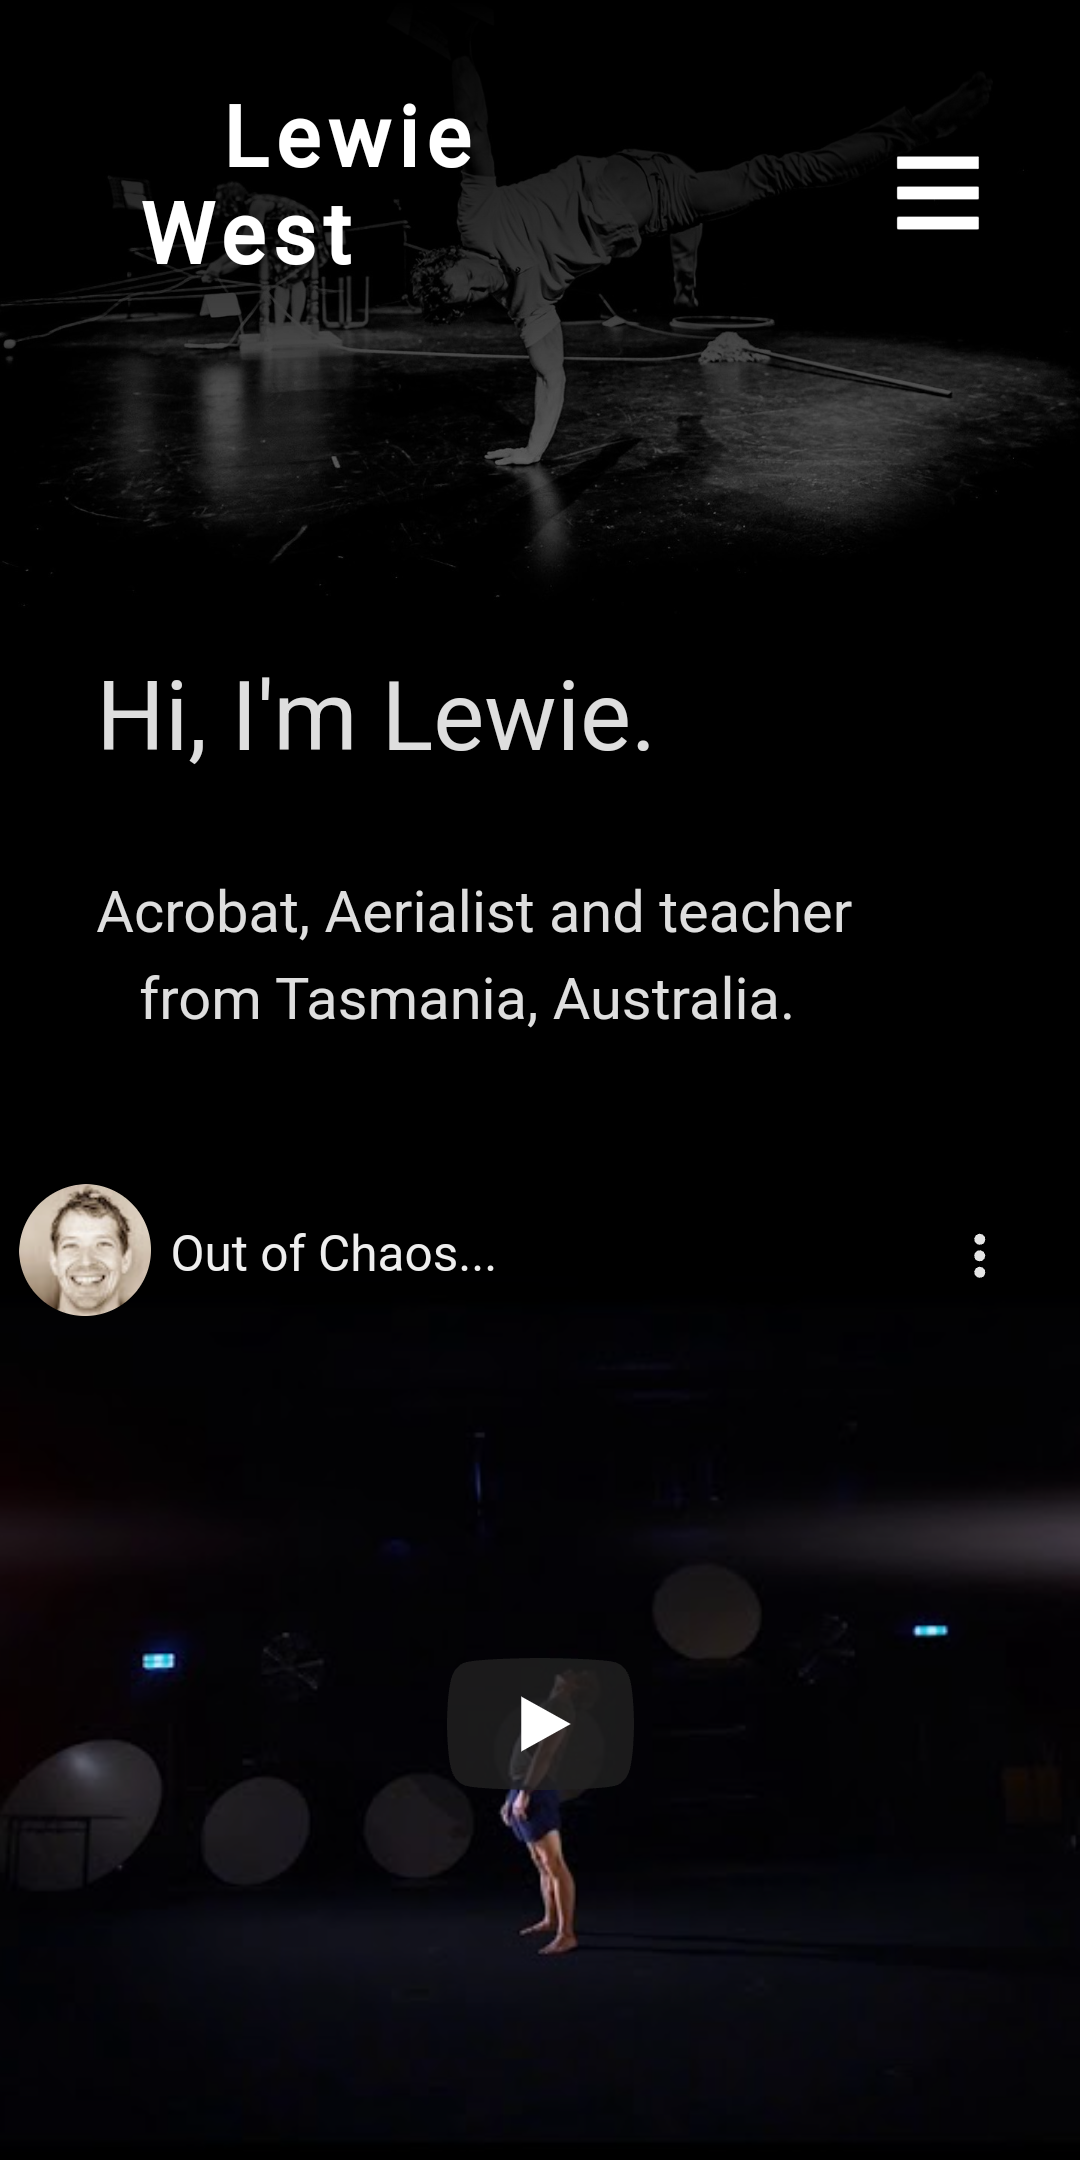 Lewie
West
Hi, I'm Lewie.
Acrobat, Aerialist and teacher
from Tasmania, Australia.
Out of Chaos...